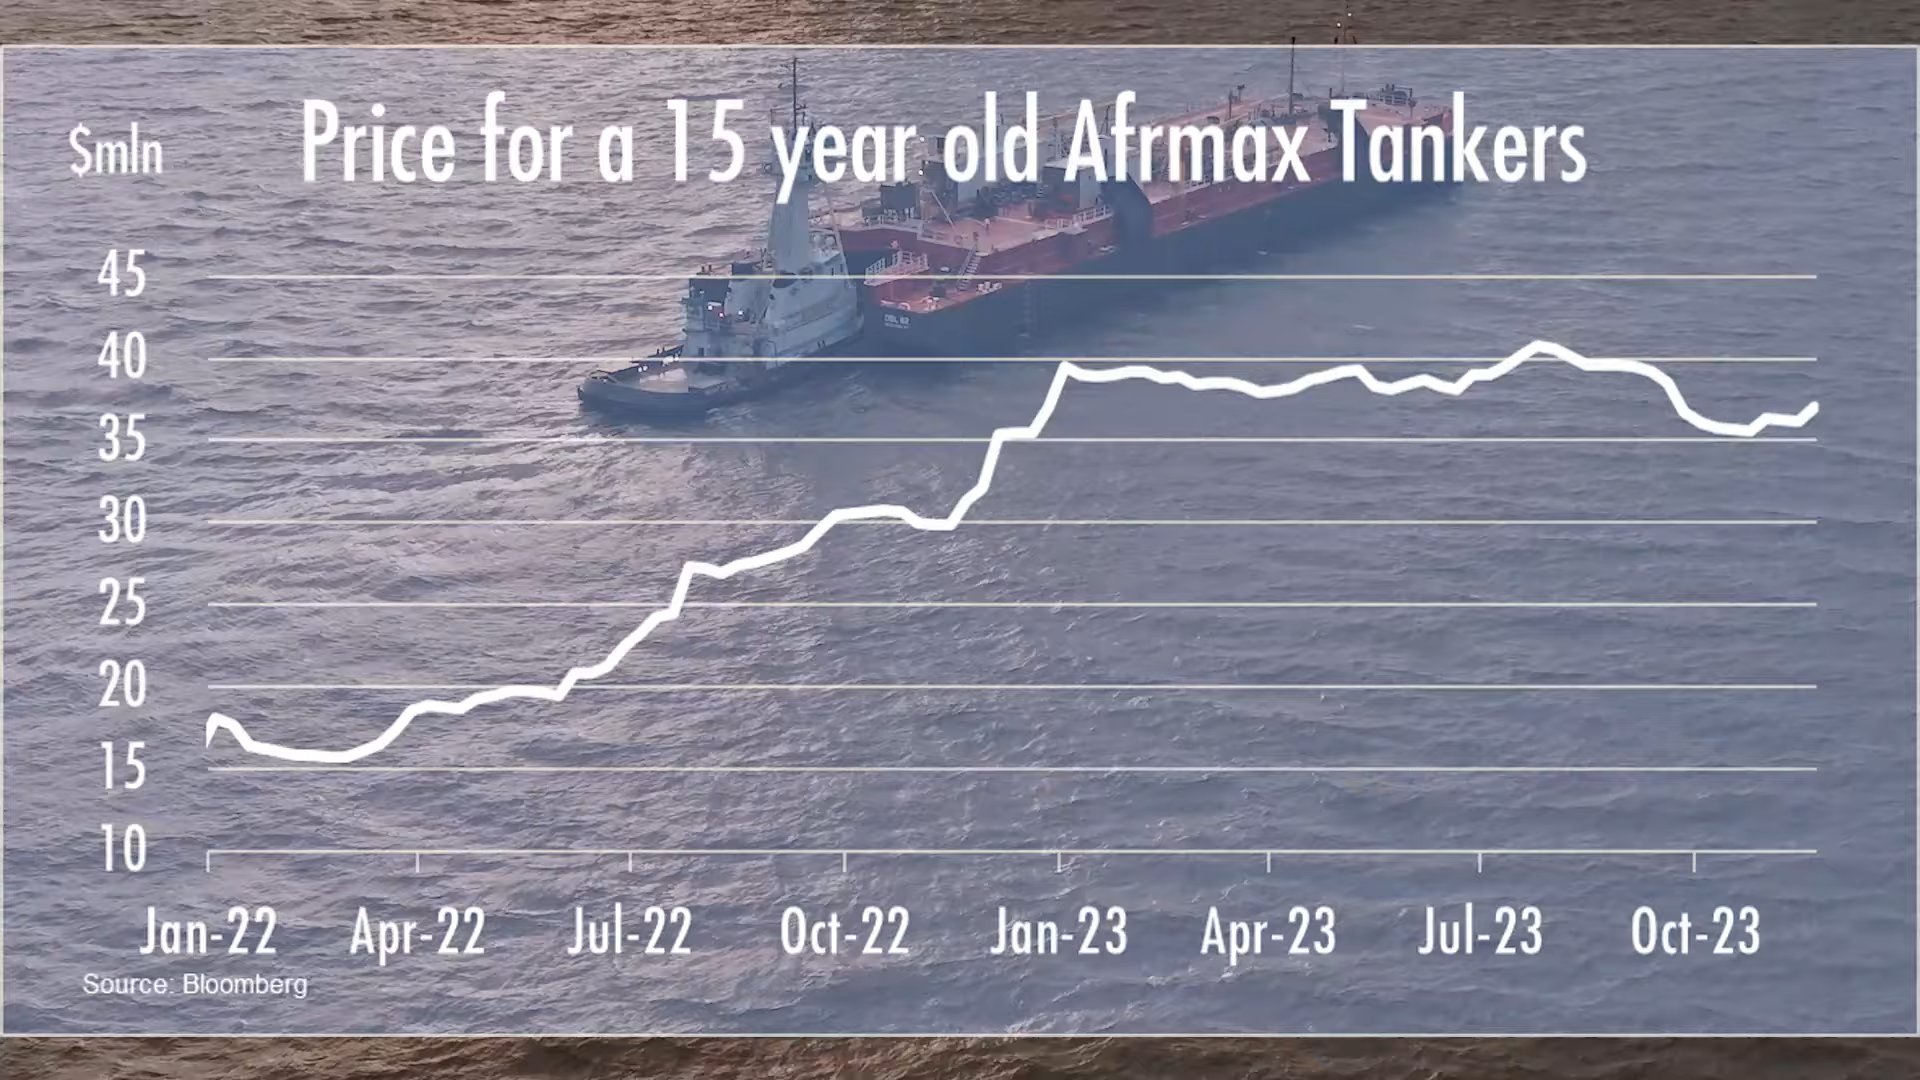 Price for a 15 year old Afrmax Tankers
$mln
45
40
35
30
25
20
15
10
Jan-22 Apr-22 Jul-22 Oct-22 Jan-23 Apr-23 Jul-23 Oct-23
Source: Bloomberg